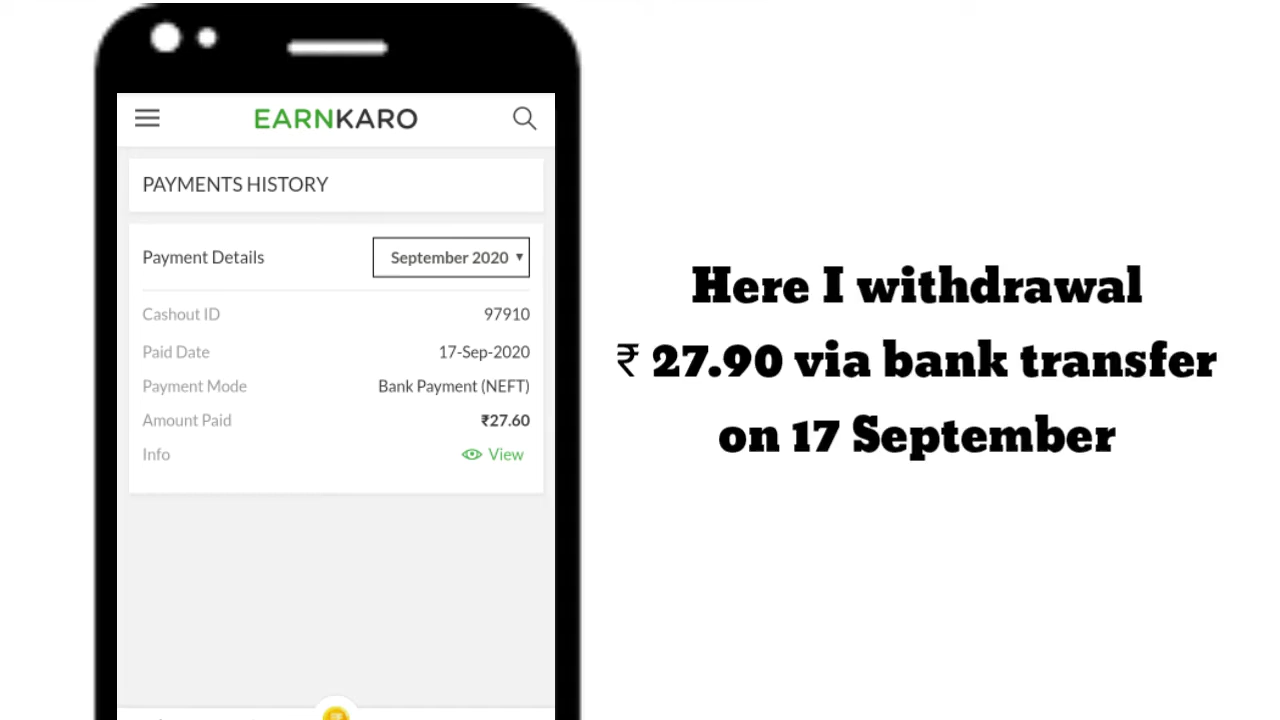 EARNKARO
PAYMENTS HISTORY
Payment Details
September 2020 ▼
Cashout ID 97910
Paid Date 17-Sep-2020
Payment Mode Bank Payment (NEFT)
Amount Paid ₹27.60
Info View
Here I withdrawal
₹ 27.90 via bank transfer
on 17 September